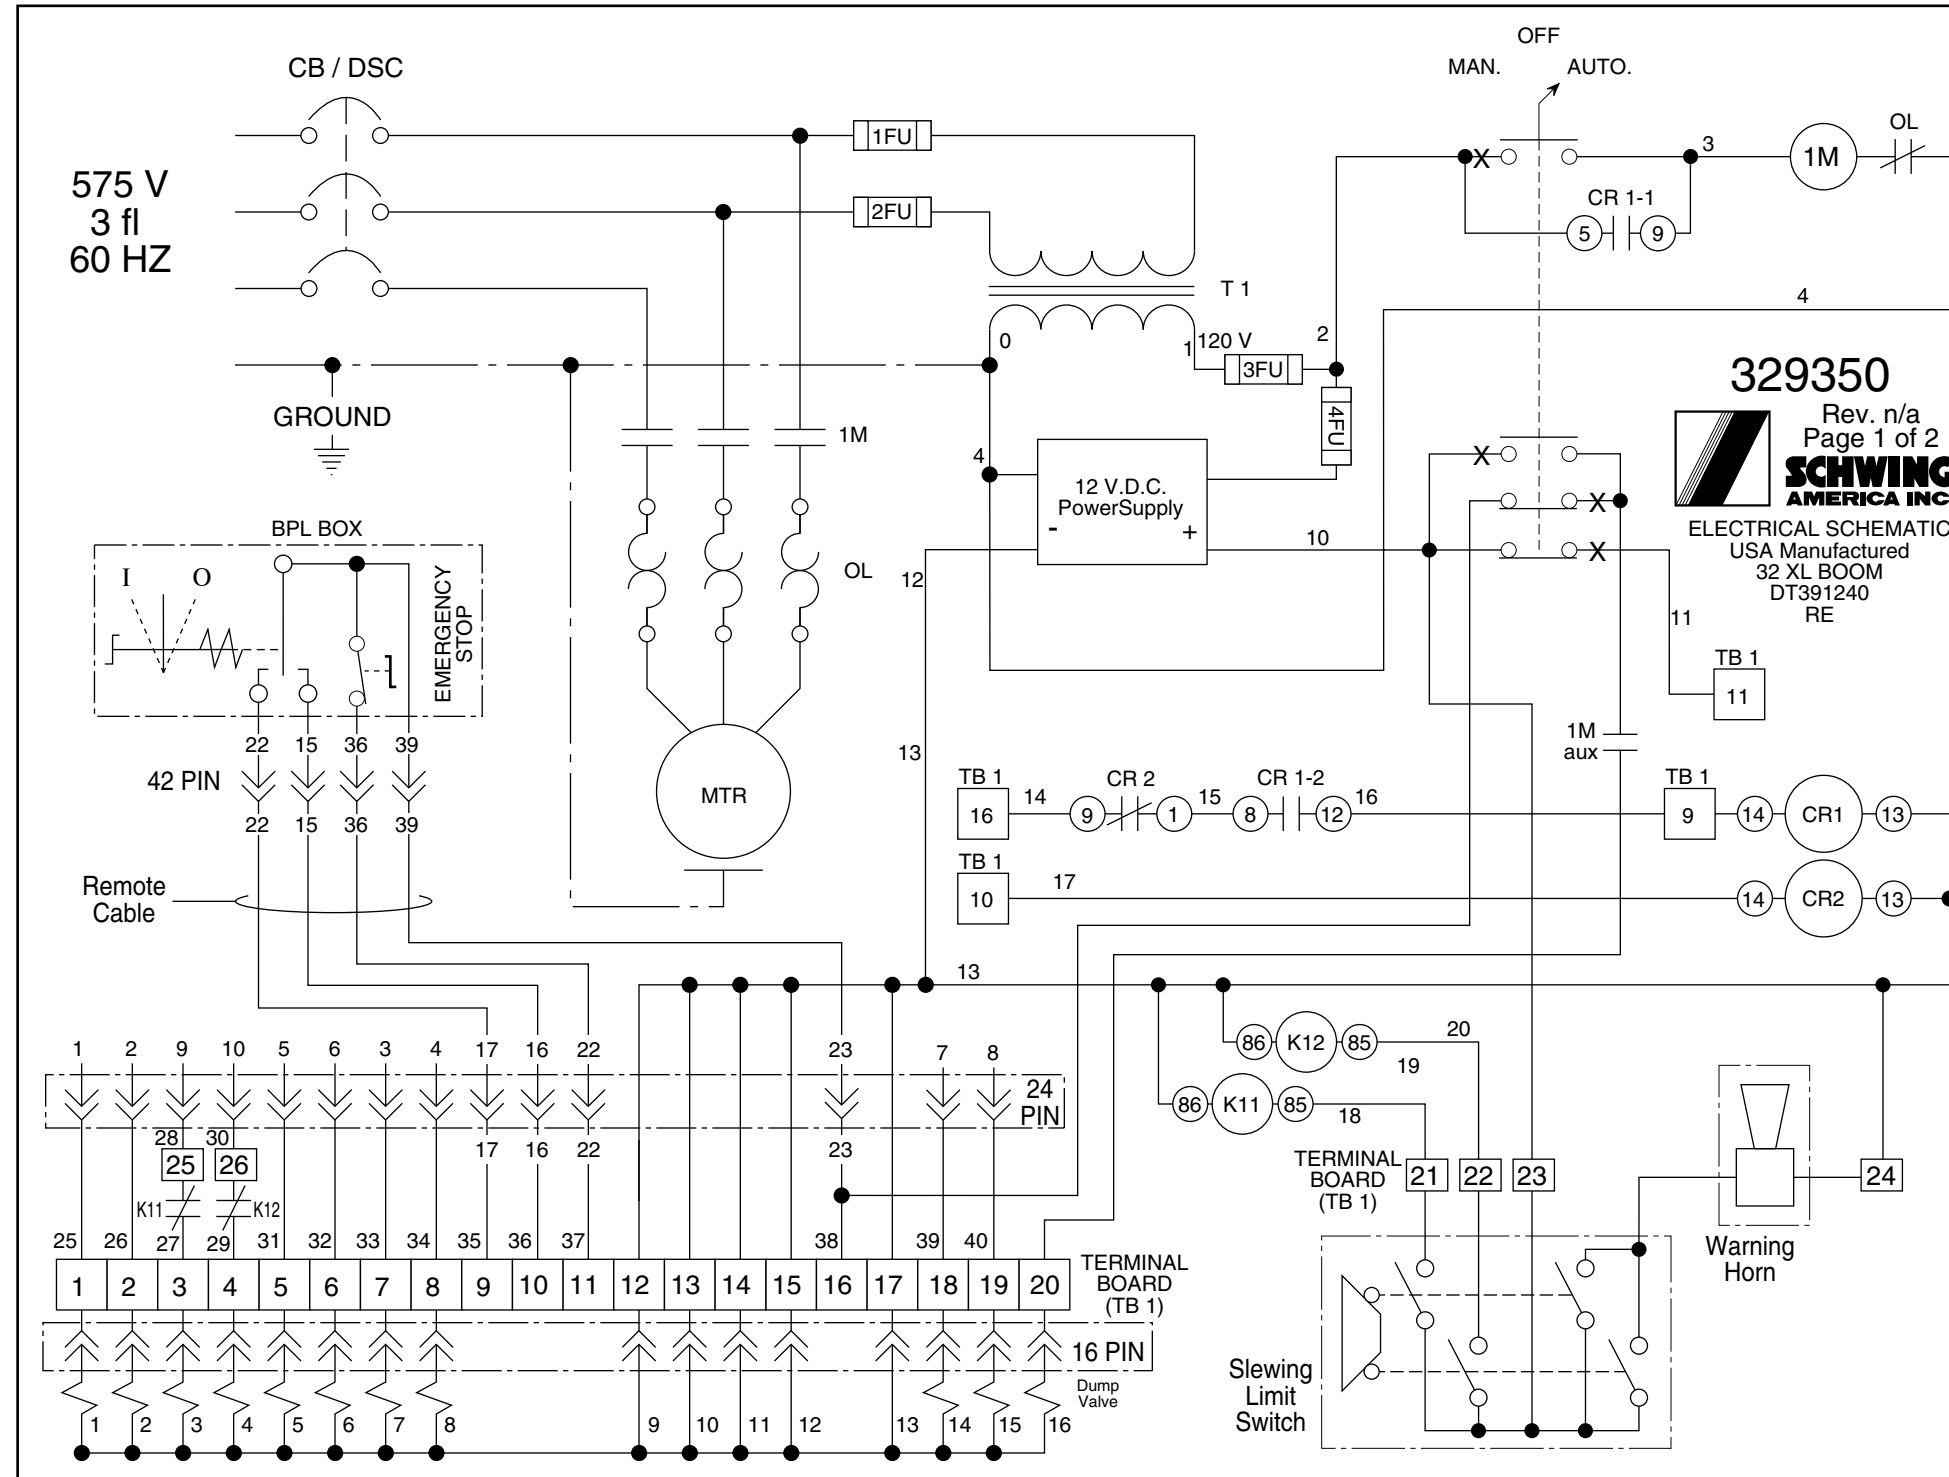 CB / DSC
575 V
3 fl
60 HZ
1FU
2FU
T 1
0
1
120 V
2
3FU
4FU
OFF
MAN.
AUTO.
X
3
1M
OL
CR 1-1
5
9
4
GROUND
1M
OL
4
12 V.D.C.
PowerSupply
-
+
10
12
13
X
X
X
11
TB 1
11
1M
aux
329350
Rev. n/a
Page 1 of 2
SCHWING
AMERICA INC
ELECTRICAL SCHEMATIC
USA Manufactured
32 XL BOOM
DT391240
RE
BPL BOX
I
O
EMERGENCY
STOP
22 15 36 39
42 PIN
22 15 36 39
Remote
Cable
MTR
TB 1
16
14
9
CR 2
1
15
8
CR 1-2
12
16
TB 1
9
14
CR1
13
TB 1
10
17
14
CR2
13
13
86
K12
85
20
19
86
K11
85
18
1 2 9 10 5 6 3 4 17 16 22 23 7 8
24
PIN
28
30
17 16 22 23
25
26
K11
K12
25 26 27 29 31 32 33 34 35 36 37 38 39 40
1 2 3 4 5 6 7 8 9 10 11 12 13 14 15 16 17 18 19 20
TERMINAL
BOARD
(TB 1)
16 PIN
Dump
Valve
1 2 3 4 5 6 7 8 9 10 11 12 13 14 15 16
TERMINAL
BOARD
(TB 1)
21
22
23
24
Warning
Horn
Slewing
Limit
Switch